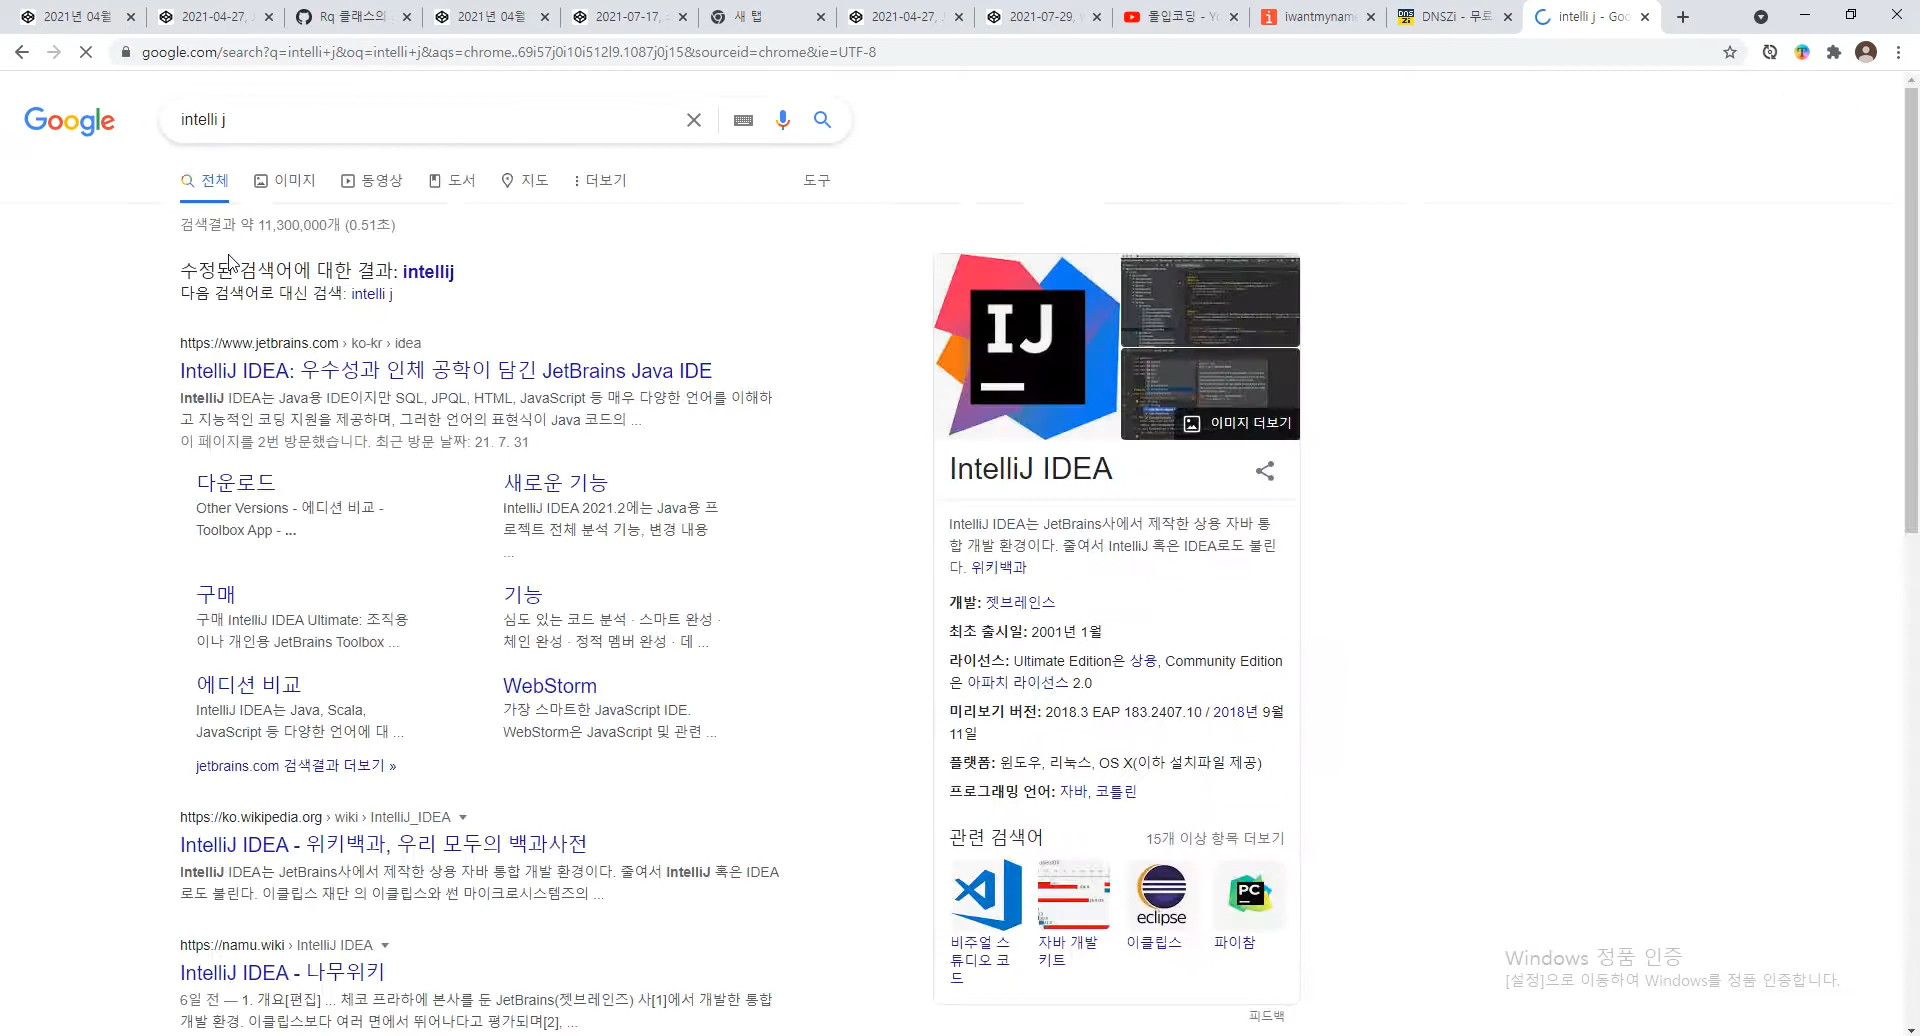 2021년 04월
2021-04-27, J
Rq 클래스의
2021년 04월
2021-07-17, 
새 탭
2021-04-27, J
2021-07-29, 
몰입코딩 - Y
iwantmyname
DNSZi - 무료
intelli j - Goo
google.com/search?q=intelli+j&oq=intelli+j&aqs=chrome..69i57j0i10i512l9.1087j0j15&sourceid=chrome&ie=UTF-8
Google
intelli j
전체
이미지
동영상
도서
지도
더보기
도구
검색결과 약 11,300,000개 (0.51초)
수정된 검색어에 대한 결과: intellij
다음 검색어로 대신 검색: intelli j
https://www.jetbrains.com › ko-kr › idea
IntelliJ IDEA: 우수성과 인체 공학이 담긴 JetBrains Java IDE
IntelliJ IDEA는 Java용 IDE이지만 SQL, JPQL, HTML, JavaScript 등 매우 다양한 언어를 이해하
고 지능적인 코딩 지원을 제공하며, 그러한 언어의 표현식이 Java 코드의 ...
이 페이지를 2번 방문했습니다. 최근 방문 날짜: 21. 7. 31
다운로드
Other Versions - 에디션 비교 -
Toolbox App - ...
새로운 기능
IntelliJ IDEA 2021.2에는 Java용 프
로젝트 전체 분석 기능, 변경 내용
...
구매
구매 IntelliJ IDEA Ultimate: 조직용
이나 개인용 JetBrains Toolbox ...
기능
심도 있는 코드 분석 · 스마트 완성 ·
체인 완성 · 정적 멤버 완성 · 데 ...
에디션 비교
IntelliJ IDEA는 Java, Scala,
JavaScript 등 다양한 언어에 대 ...
WebStorm
가장 스마트한 JavaScript IDE.
WebStorm은 JavaScript 및 관련 ...
jetbrains.com 검색결과 더보기 »
https://ko.wikipedia.org › wiki › IntelliJ_IDEA
IntelliJ IDEA - 위키백과, 우리 모두의 백과사전
IntelliJ IDEA는 JetBrains사에서 제작한 상용 자바 통합 개발 환경이다. 줄여서 IntelliJ 혹은 IDEA
로도 불린다. 이클립스 재단 의 이클립스와 썬 마이크로시스템즈의 ...
https://namu.wiki › IntelliJ IDEA
IntelliJ IDEA - 나무위키
6일 전 — 1. 개요[편집] ... 체코 프라하에 본사를 둔 JetBrains(젯브레인즈) 사[1]에서 개발한 통합
개발 환경. 이클립스보다 여러 면에서 뛰어나다고 평가되며[2], ...
IJ
이미지 더보기
IntelliJ IDEA
IntelliJ IDEA는 JetBrains사에서 제작한 상용 자바 통
합 개발 환경이다. 줄여서 IntelliJ 혹은 IDEA로도 불린
다. 위키백과
개발: 젯브레인스
최초 출시일: 2001년 1월
라이선스: Ultimate Edition은 상용, Community Edition
은 아파치 라이선스 2.0
미리보기 버전: 2018.3 EAP 183.2407.10 / 2018년 9월
11일
플랫폼: 윈도우, 리눅스, OS X(이하 설치파일 제공)
프로그래밍 언어: 자바, 코틀린
관련 검색어
15개 이상 항목 더보기
eclipse
PC
비주얼 스
튜디오 코
드
자바 개발
키트
이클립스
파이참
피드백
Windows 정품 인증
[설정]으로 이동하여 Windows를 정품 인증합니다.